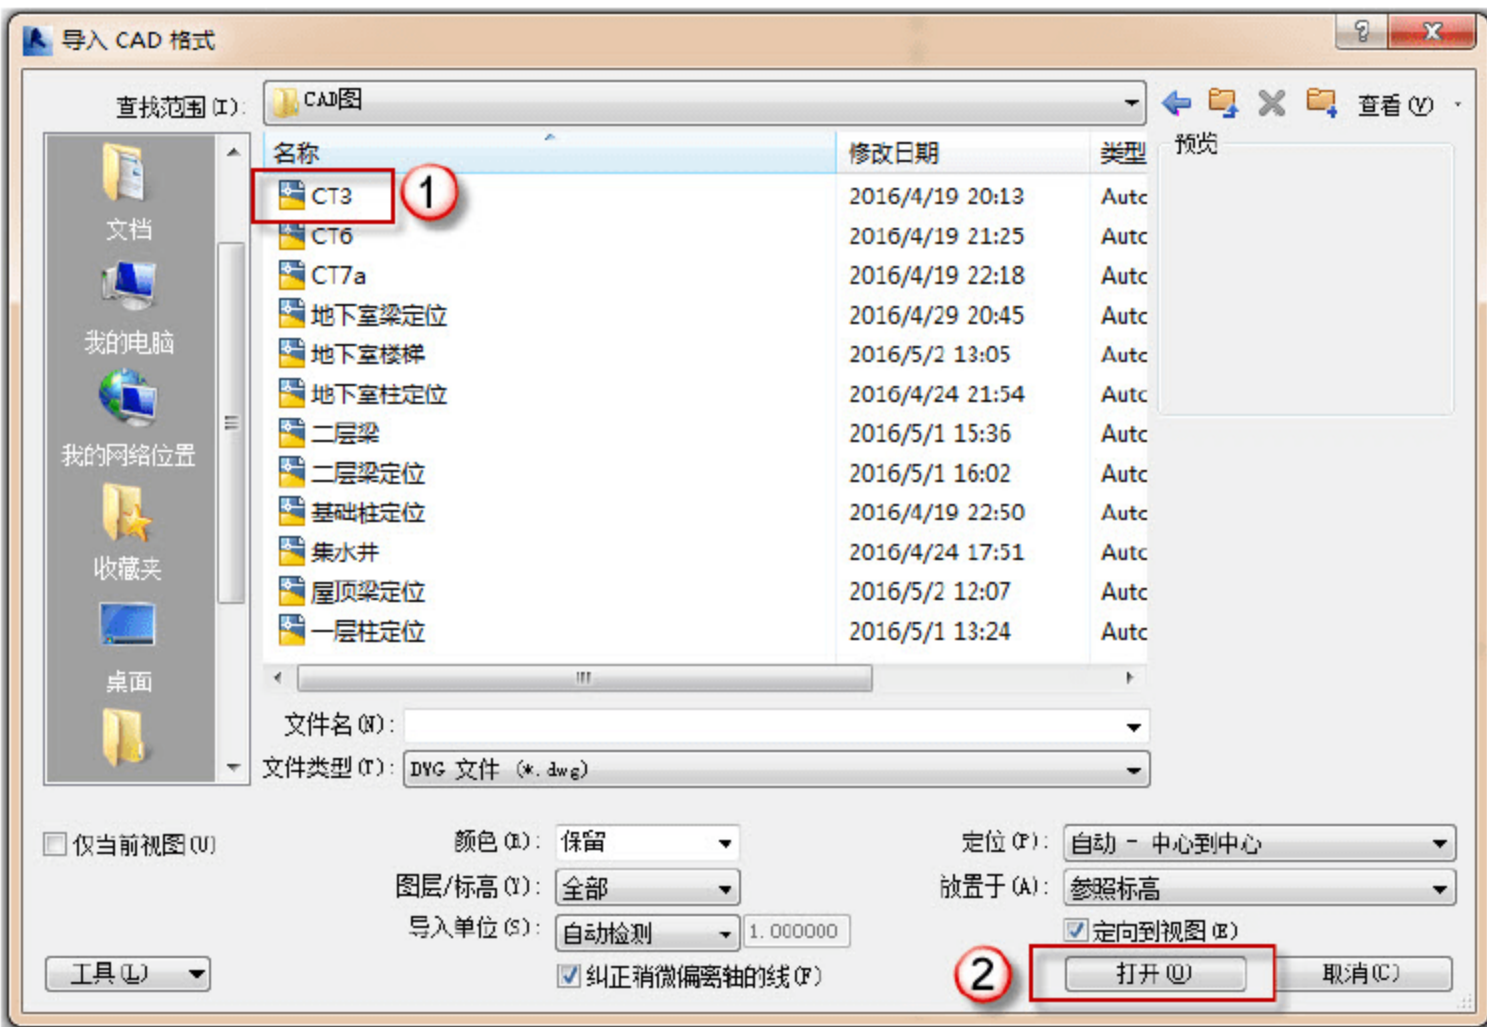 导入 CAD 格式
查找范围(I):
CAD图
查看(V)
名称
修改日期
类型
预览
CT3
2016/4/19 20:13
Autc
1
CT6
2016/4/19 21:25
Autc
CT7a
2016/4/19 22:18
Autc
地下室梁定位
2016/4/29 20:45
Autc
地下室楼梯
2016/5/2 13:05
Autc
地下室柱定位
2016/4/24 21:54
Autc
二层梁
2016/5/1 15:36
Autc
二层梁定位
2016/5/1 16:02
Autc
基础桩定位
2016/4/19 22:50
Autc
集水井
2016/4/24 17:51
Autc
屋顶梁定位
2016/5/2 12:07
Autc
一层柱定位
2016/5/1 13:24
Autc
文档
我的电脑
我的网络位置
收藏夹
桌面
文件名(N):
文件类型(T):
DWG 文件 (*.dwg)
仅当前视图(U)
颜色(R):
保留
定位(P):
自动 - 中心到中心
图层/标高(Y):
全部
放置于(A):
参照标高
导入单位(S):
自动检测
1.000000
定向到视图(E)
工具(L)
纠正稍微偏离轴的线(F)
2
打开(O)
取消(C)